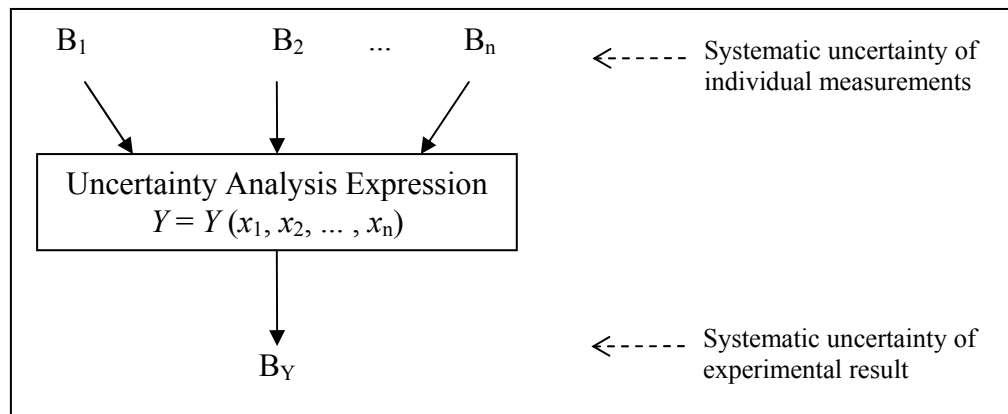 B₁ B₂ ... Bₙ
Systematic uncertainty of
individual measurements
Uncertainty Analysis Expression
Y = Y (x₁, x₂, ... , xₙ)
Systematic uncertainty of
experimental result
B_Y